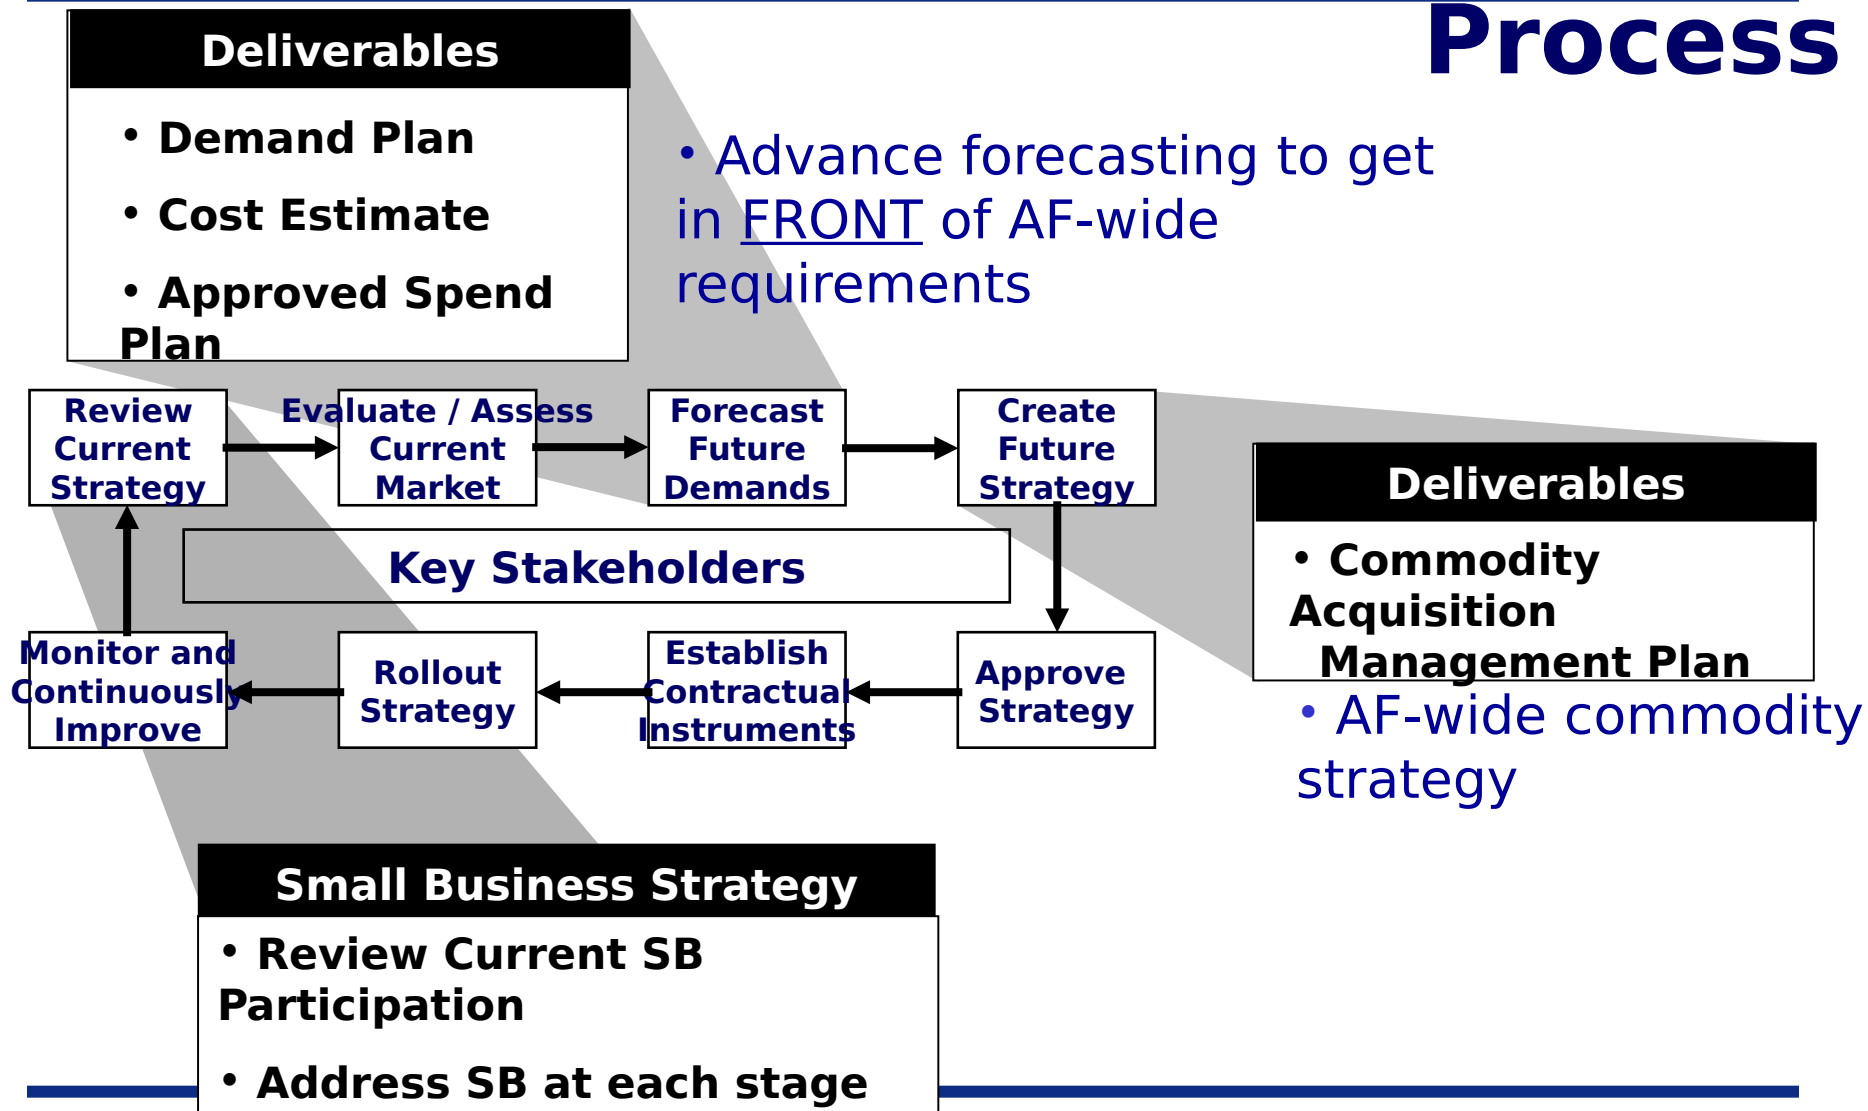 Process
Deliverables
• Demand Plan
• Cost Estimate
• Approved Spend
Plan
• Advance forecasting to get
in FRONT of AF-wide
requirements
Review
Current
Strategy
Evaluate / Assess
Current
Market
Forecast
Future
Demands
Create
Future
Strategy
Deliverables
• Commodity
Acquisition
Management Plan
• AF-wide commodity
strategy
Key Stakeholders
Monitor and
Continuously
Improve
Rollout
Strategy
Establish
Contractual
Instruments
Approve
Strategy
Small Business Strategy
• Review Current SB
Participation
• Address SB at each stage